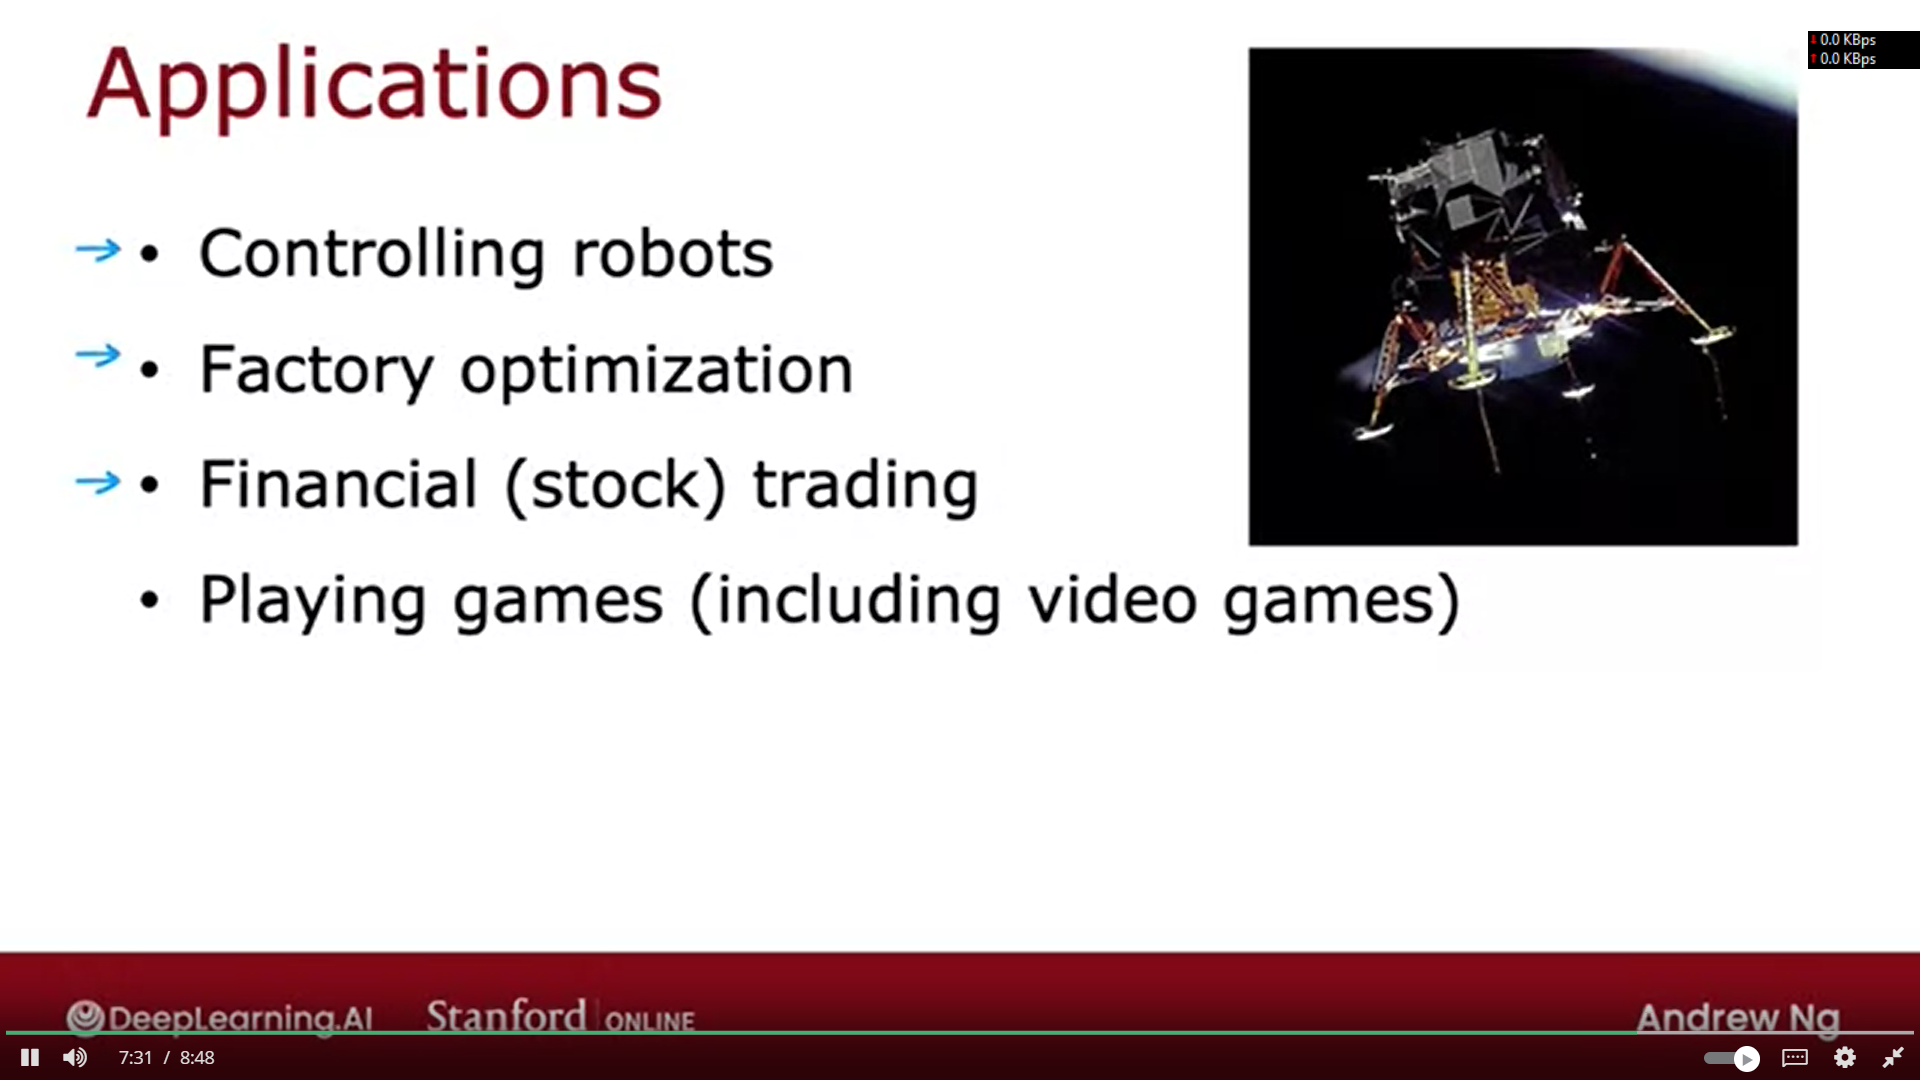 Applications
0.0 KBps
0.0 KBps
• Controlling robots
• Factory optimization
• Financial (stock) trading
• Playing games (including video games)
DeepLearning.AI
Stanford ONLINE
Andrew Ng
7:31 / 8:48